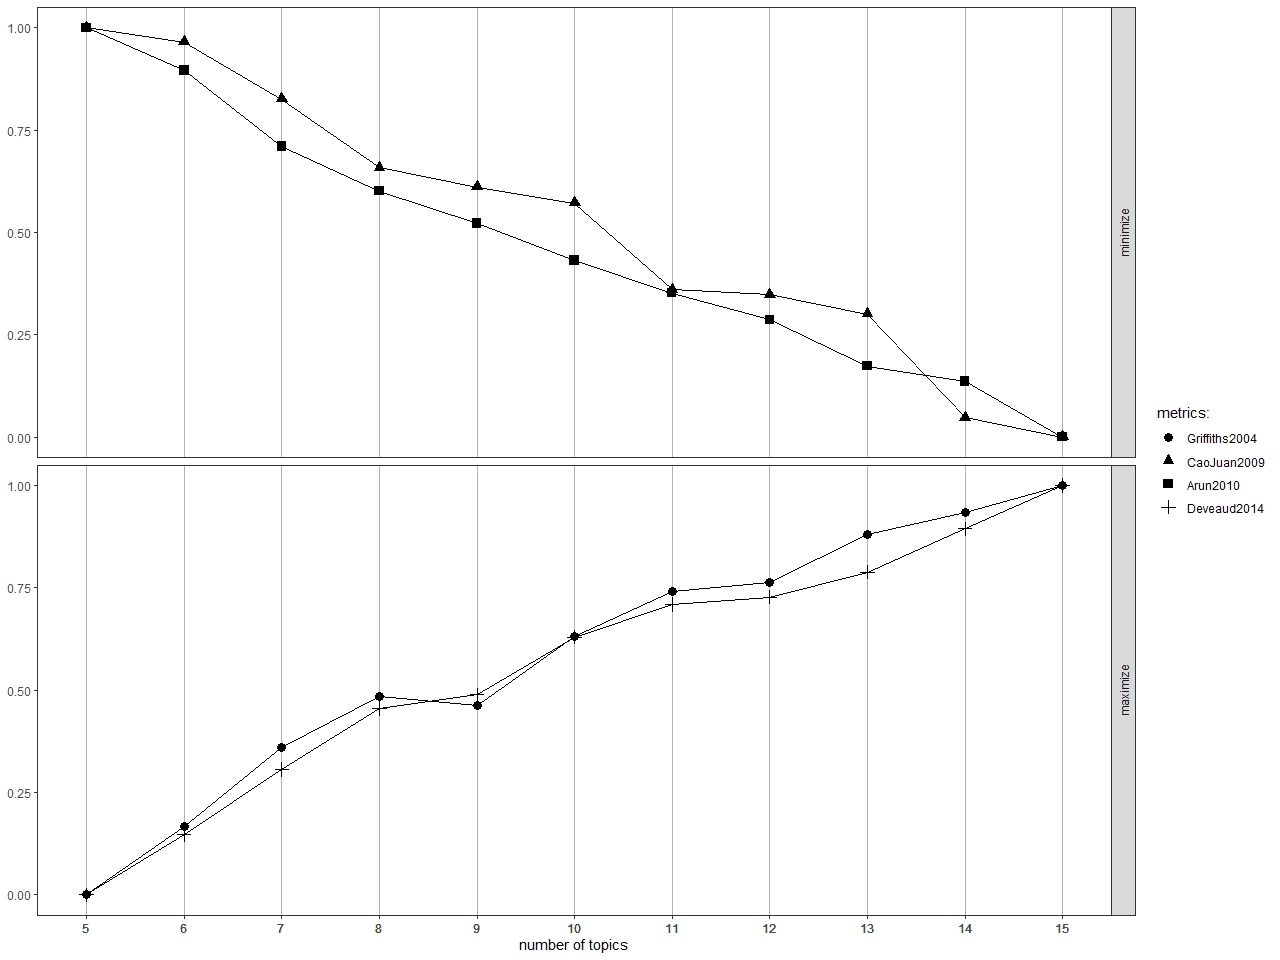 1.00
0.75
0.50
0.25
0.00
minimize
1.00
0.75
0.50
0.25
0.00
maximize
5 6 7 8 9 10 11 12 13 14 15
number of topics
metrics:
Griffiths2004
CaoJuan2009
Arun2010
Deveaud2014